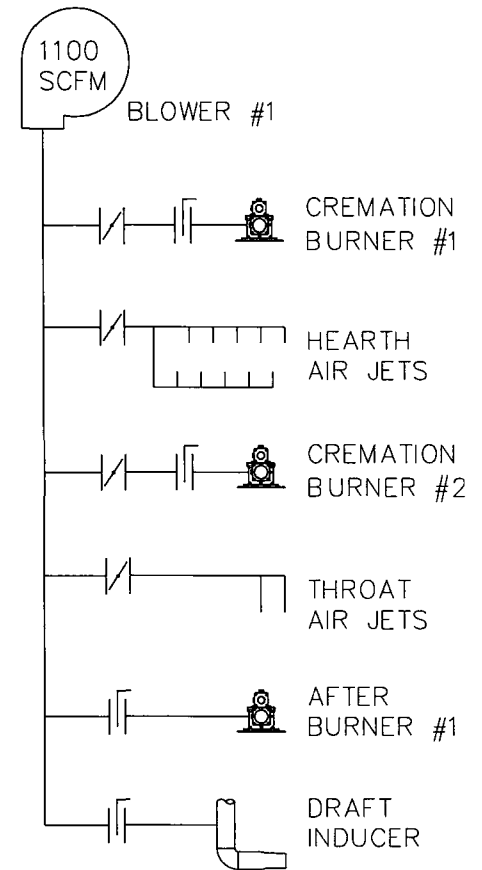 1100
SCFM
BLOWER #1
CREMATION
BURNER #1
HEARTH
AIR JETS
CREMATION
BURNER #2
THROAT
AIR JETS
AFTER
BURNER #1
DRAFT
INDUCER